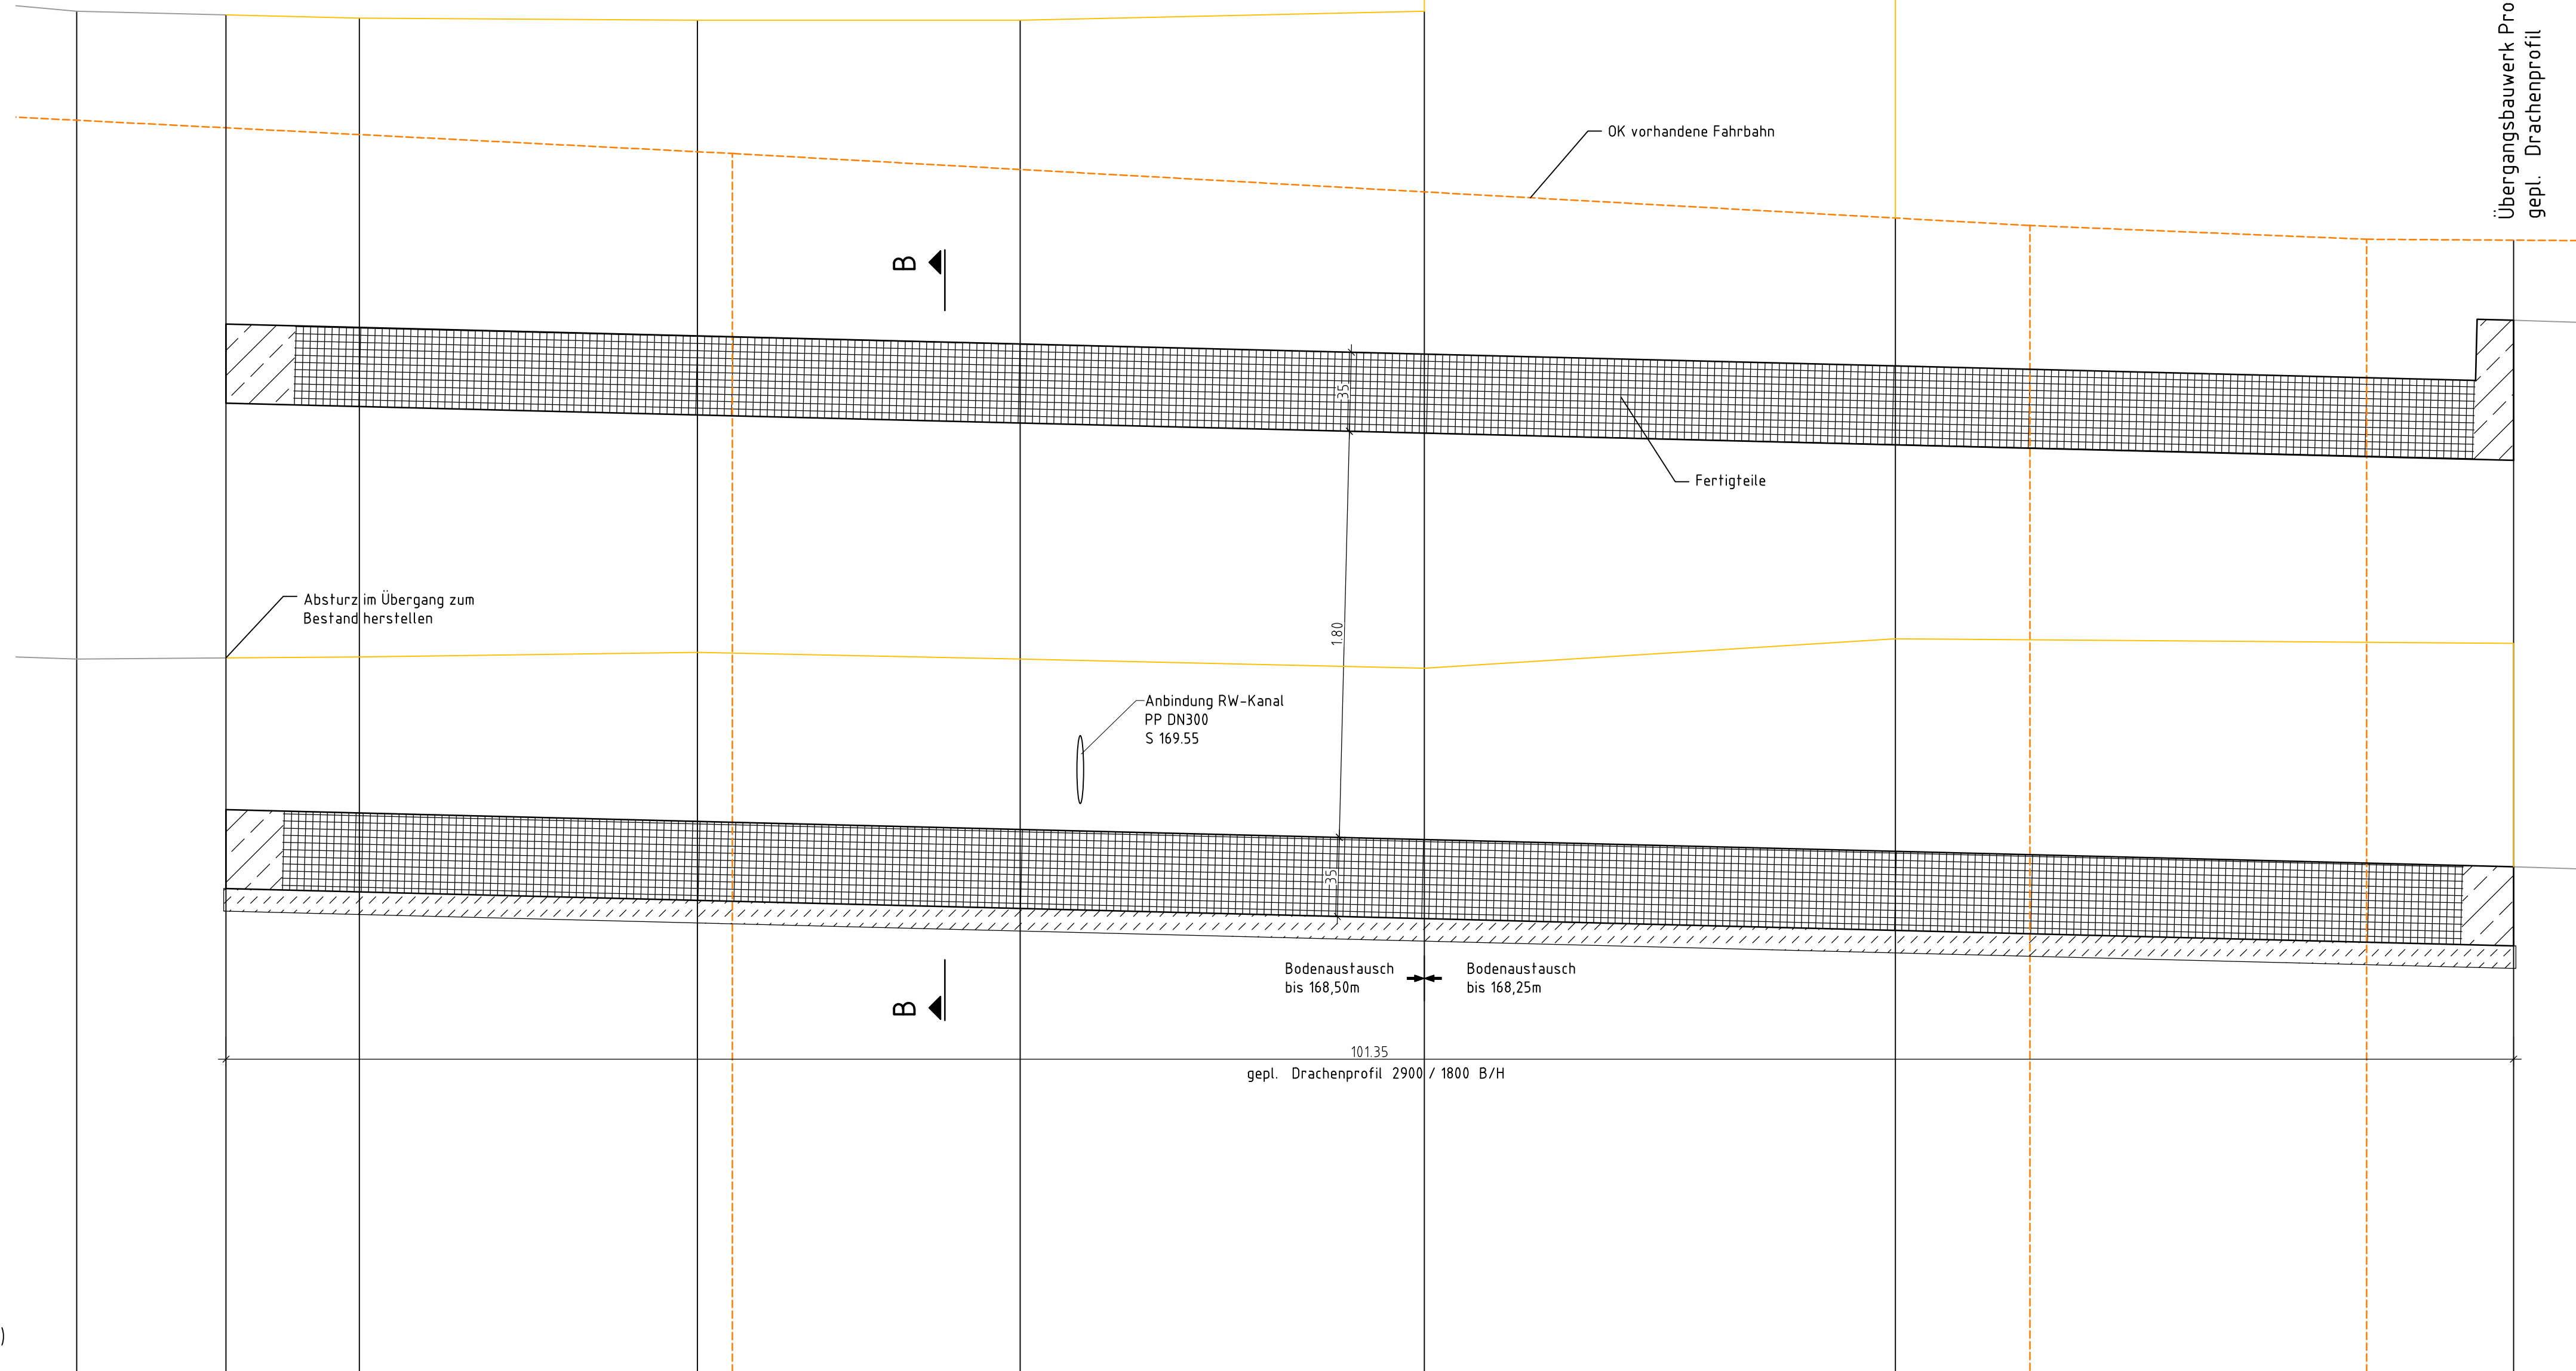 Übergangsbauwerk Pro
gepl. Drachenprofil
OK vorhandene Fahrbahn
B
35
Fertigteile
Absturz im Übergang zum
Bestand herstellen
1.80
Anbindung RW-Kanal
PP DN300
S 169.55
35
Bodenaustausch
bis 168,50m
Bodenaustausch
bis 168,25m
B
101.35
gepl. Drachenprofil 2900 / 1800 B/H
)